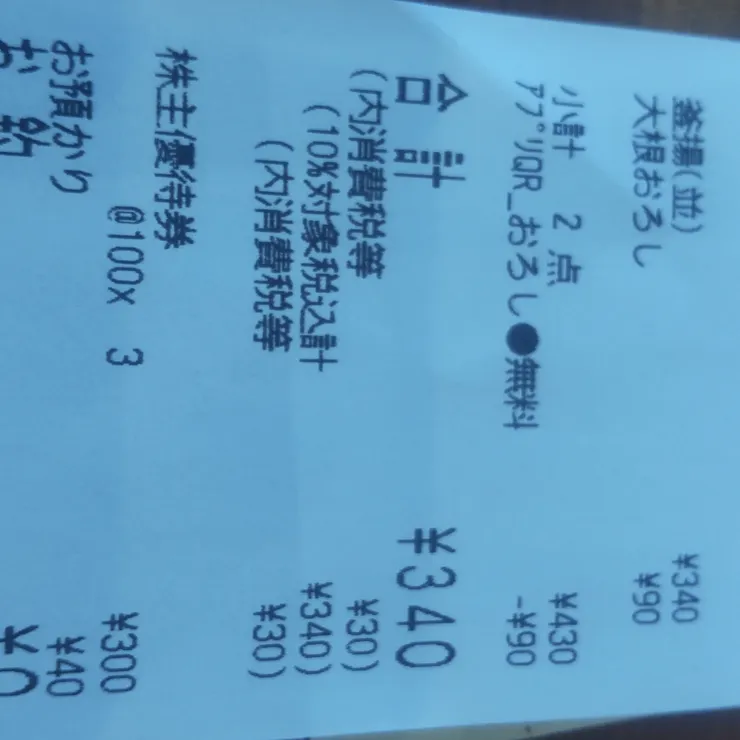 釜揚(並) ¥340
大根おろし ¥90
小計 2点 ¥430
ｱﾌﾟﾘQR_おろし●無料 -¥90
合計 ¥340
(内消費税等 ¥30)
(10%対象税込計 ¥340)
(内消費税等 ¥30)
株主優待券
@100x 3 ¥300
お預かり ¥40
お釣 ¥0